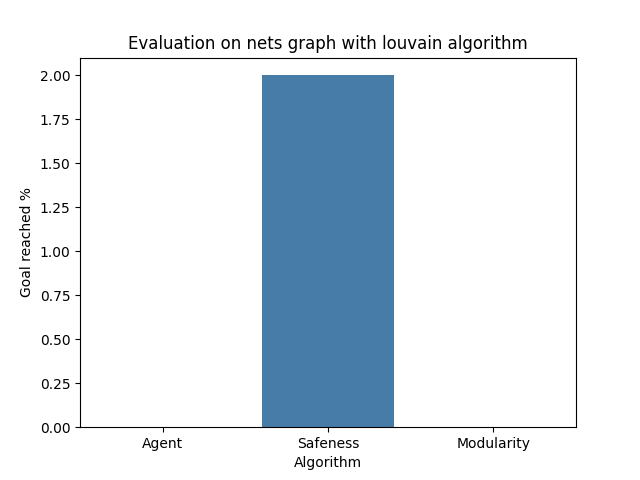 Evaluation on nets graph with louvain algorithm
Goal reached %
2.00
1.75
1.50
1.25
1.00
0.75
0.50
0.25
0.00
Agent Safeness Modularity
Algorithm